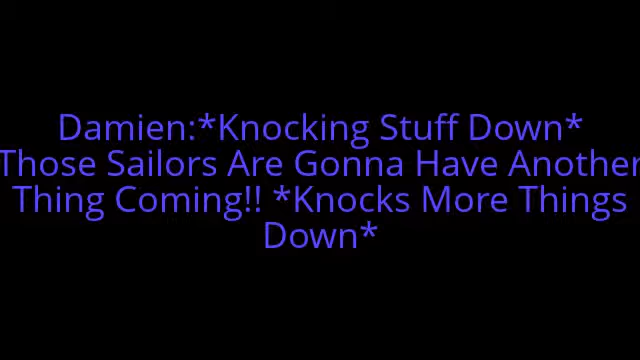 Damien:*Knocking Stuff Down*
Those Sailors Are Gonna Have Another
Thing Coming!! *Knocks More Things
Down*